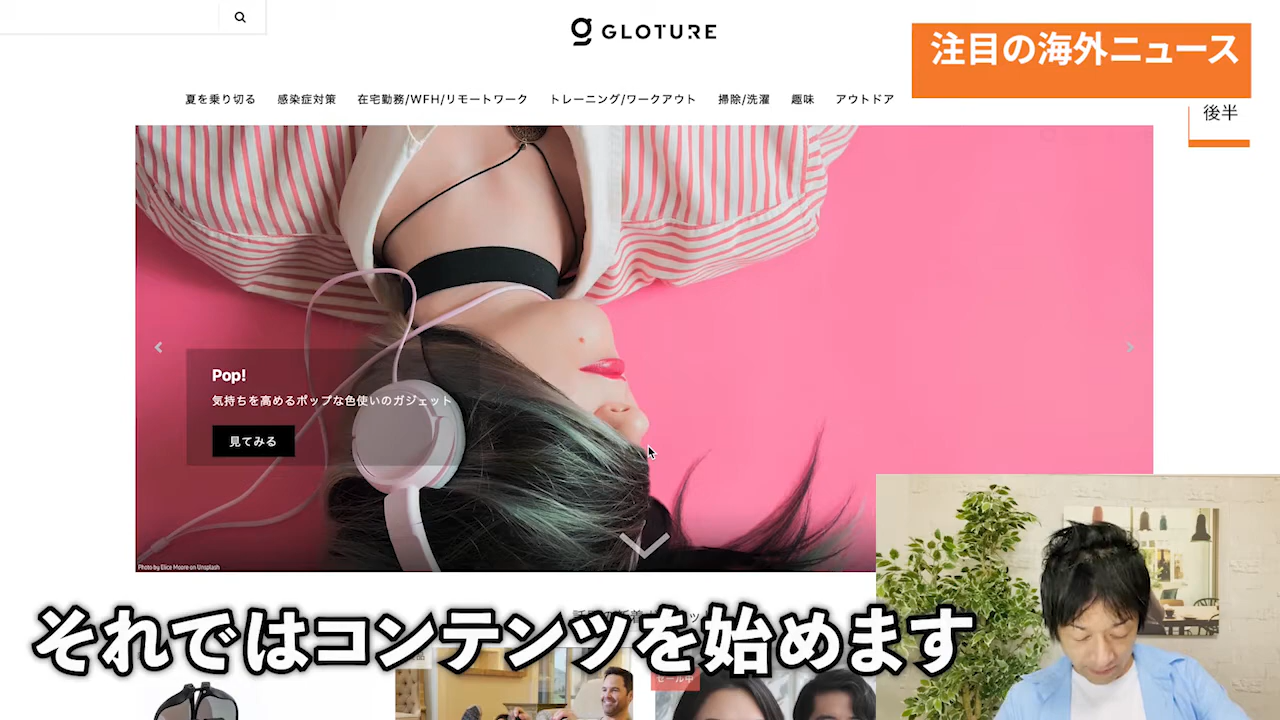 GLOTURE
注目の海外ニュース
後半
夏を乗り切る 感染症対策 在宅勤務/WFH/リモートワーク トレーニング/ワークアウト 掃除/洗濯 趣味 アウトドア
Pop!
気持ちを高めるポップな色使いのガジェット
見てみる
Photo by Elice Moore on Unsplash
それではコンテンツを始めます
セール中